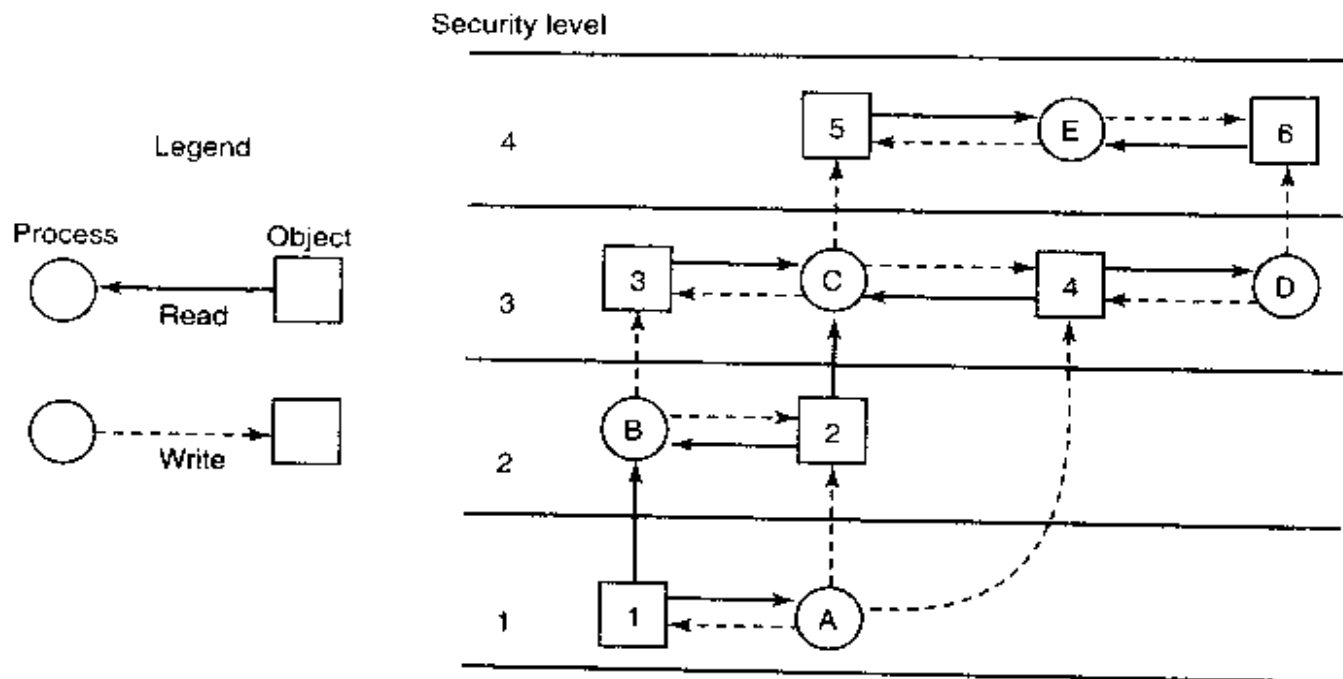 Security level
Legend
Process
Object
Read
Write
4
5
E
6
3
3
C
4
D
2
B
2
1
1
A